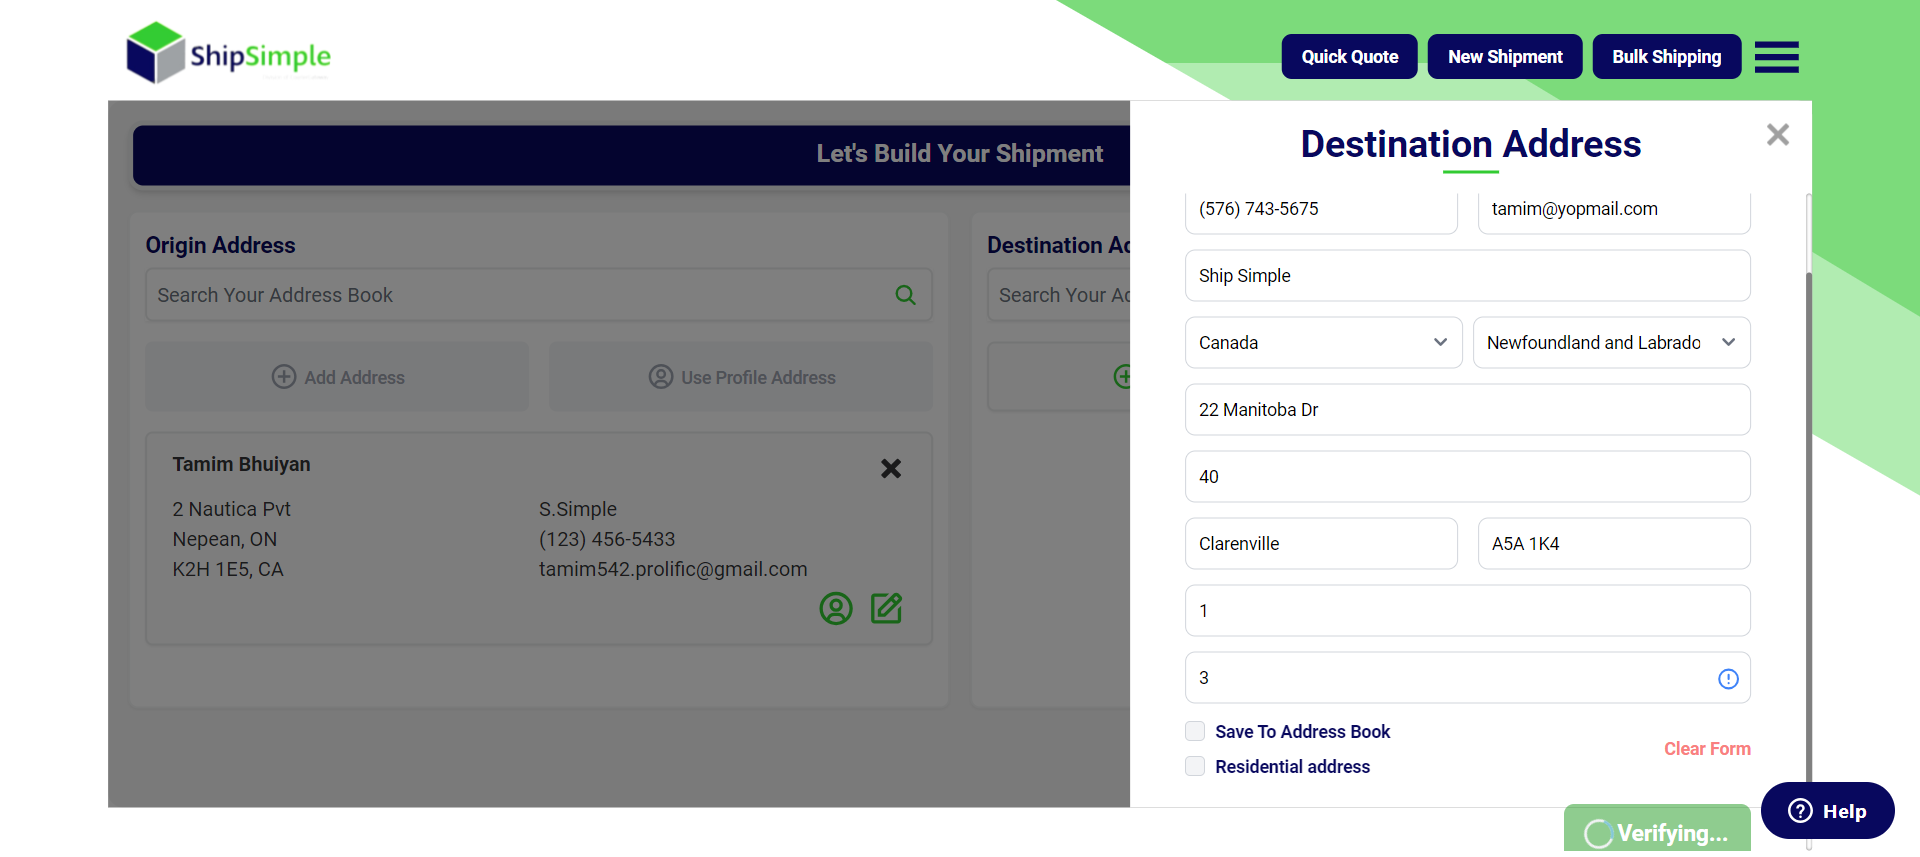 ShipSimple
Quick Quote
New Shipment
Bulk Shipping
Let's Build Your Shipment
Origin Address
Search Your Address Book
Add Address
Use Profile Address
Tamim Bhuiyan
2 Nautica Pvt
Nepean, ON
K2H 1E5, CA
S.Simple
(123) 456-5433
tamim542.prolific@gmail.com
Destination Ad
Search Your Ad
Destination Address
(576) 743-5675
tamim@yopmail.com
Ship Simple
Canada
Newfoundland and Labrado
22 Manitoba Dr
40
Clarenville
A5A 1K4
1
3
Save To Address Book
Residential address
Clear Form
Verifying...
Help